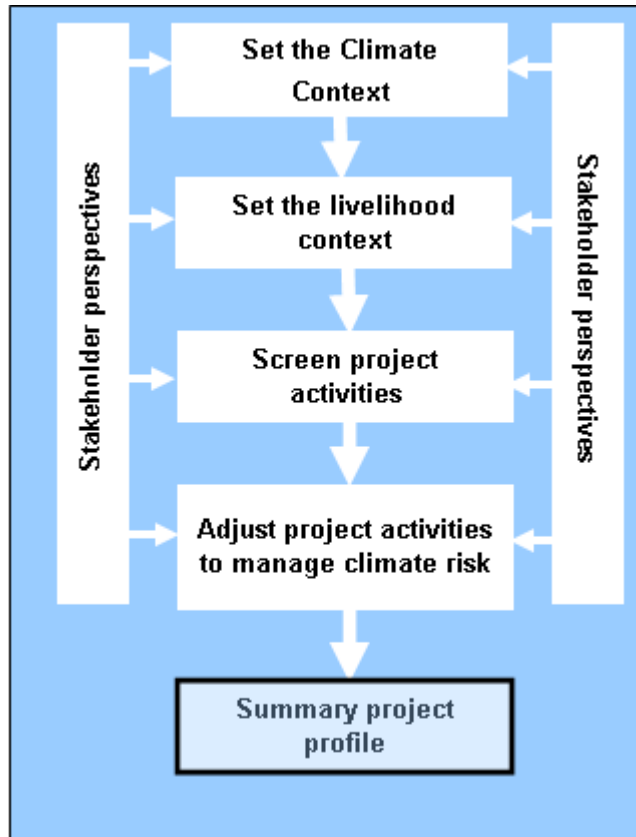 Set the Climate
Context
Stakeholder perspectives
Set the livelihood
context
Stakeholder perspectives
Screen project
activities
Adjust project activities
to manage climate risk
Summary project
profile